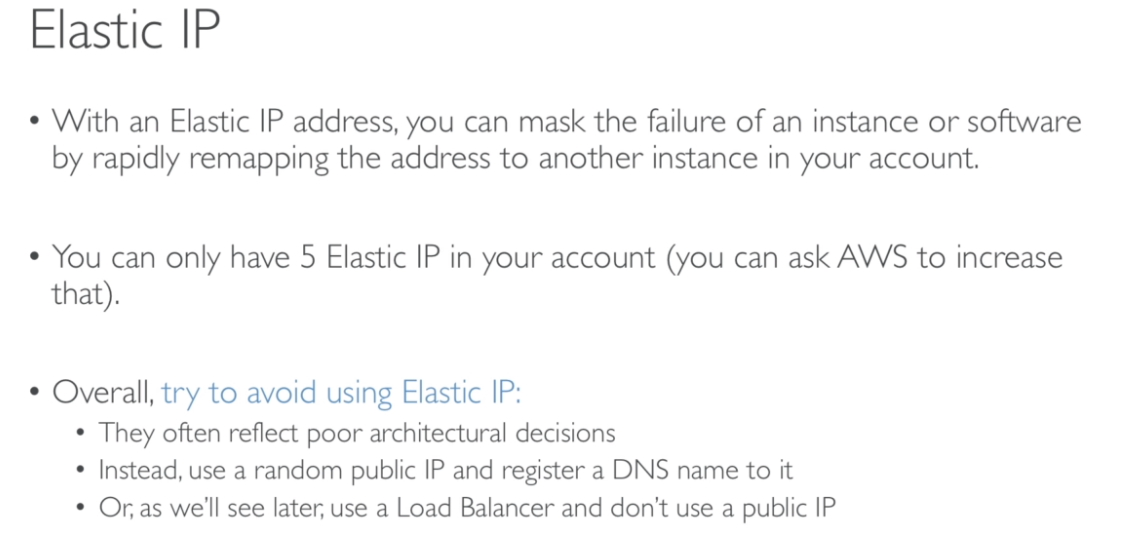 Elastic IP
• With an Elastic IP address, you can mask the failure of an instance or software
by rapidly remapping the address to another instance in your account.
• You can only have 5 Elastic IP in your account (you can ask AWS to increase
that).
• Overall, try to avoid using Elastic IP:
• They often reflect poor architectural decisions
• Instead, use a random public IP and register a DNS name to it
• Or, as we'll see later, use a Load Balancer and don't use a public IP